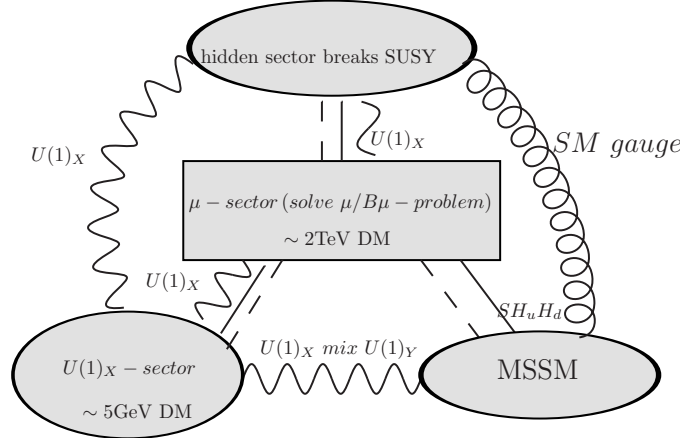 hidden sector breaks SUSY
U(1)_X
U(1)_X
SM gauge
μ − sector (solve μ/Bμ − problem)
∼ 2TeV DM
U(1)_X
SH_uH_d
U(1)_X mix U(1)_Y
U(1)_X − sector
∼ 5GeV DM
MSSM